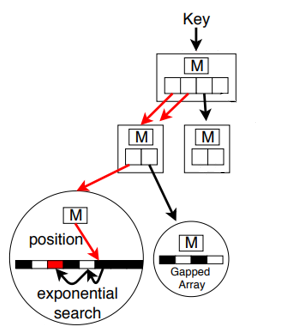 Key
M
M
M
M
position
exponential
search
M
Gapped
Array